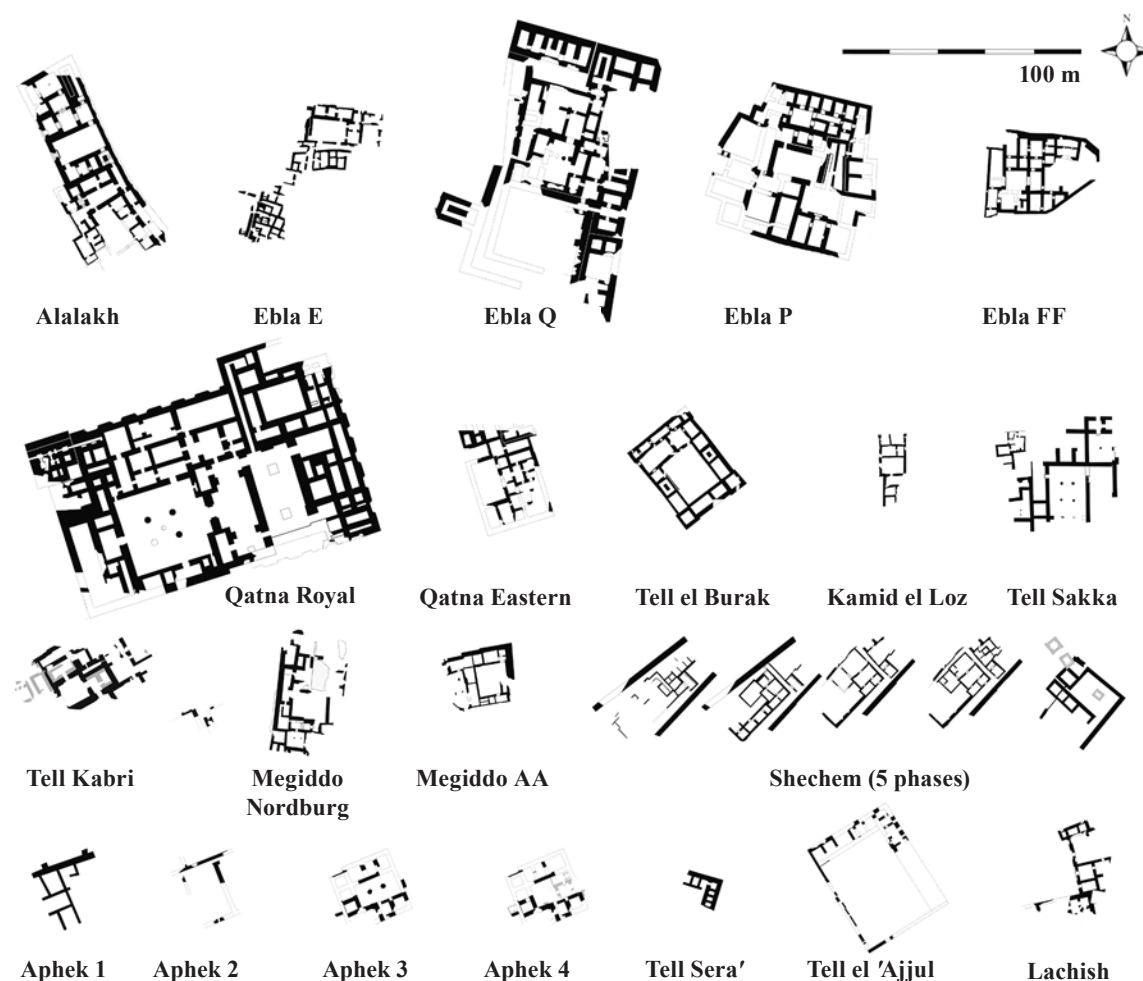 N
100 m
Alalakh
Ebla E
Ebla Q
Ebla P
Ebla FF
Qatna Royal
Qatna Eastern
Tell el Burak
Kamid el Loz
Tell Sakka
Tell Kabri
Megiddo
Nordburg
Megiddo AA
Shechem (5 phases)
Aphek 1
Aphek 2
Aphek 3
Aphek 4
Tell Sera′
Tell el ′Ajjul
Lachish